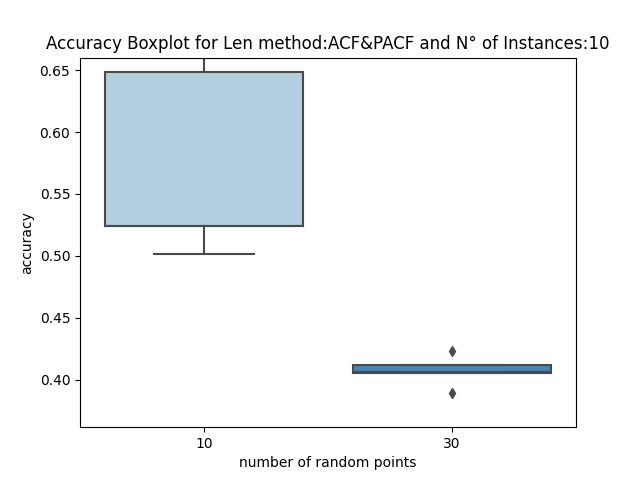 Accuracy Boxplot for Len method:ACF&PACF and N° of Instances:10
0.65
0.60
0.55
0.50
0.45
0.40
accuracy
10 30
number of random points